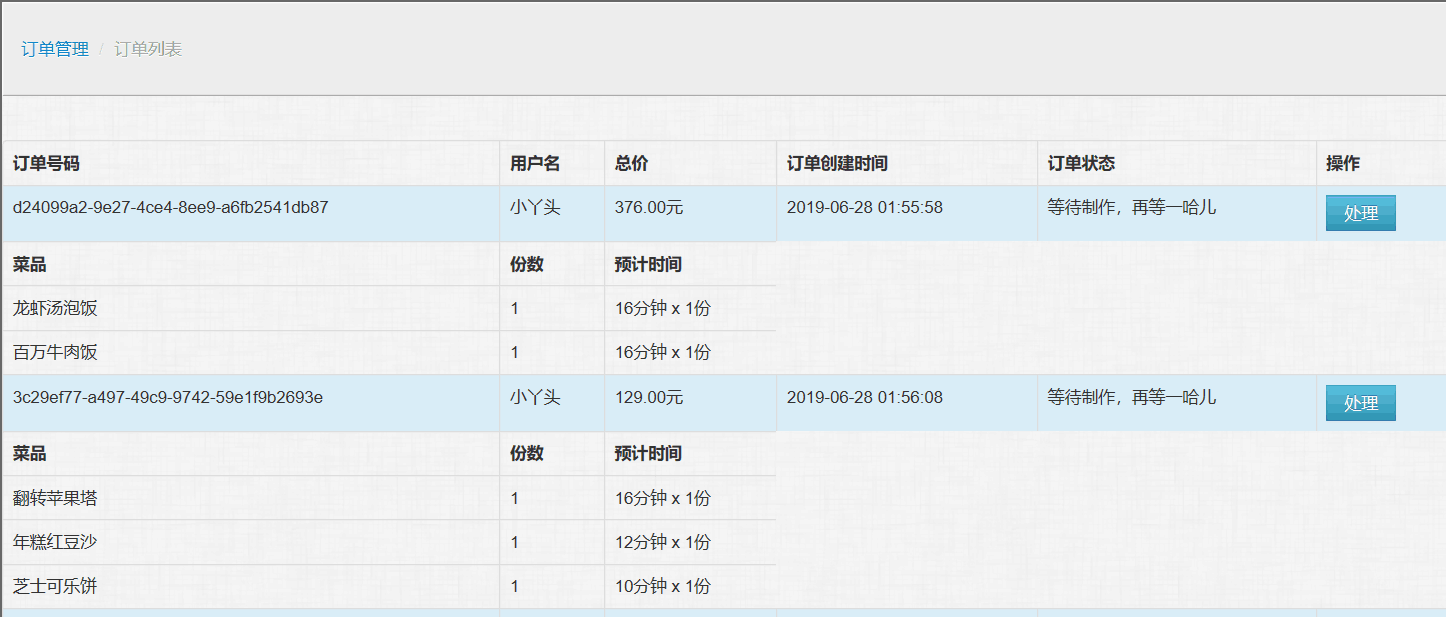 订单管理 / 订单列表
订单号码 用户名 总价 订单创建时间 订单状态 操作
d24099a2-9e27-4ce4-8ee9-a6fb2541db87 小丫头 376.00元 2019-06-28 01:55:58 等待制作，再等一哈儿 处理
菜品 份数 预计时间
龙虾汤泡饭 1 16分钟 x 1份
百万牛肉饭 1 16分钟 x 1份
3c29ef77-a497-49c9-9742-59e1f9b2693e 小丫头 129.00元 2019-06-28 01:56:08 等待制作，再等一哈儿 处理
菜品 份数 预计时间
翻转苹果塔 1 16分钟 x 1份
年糕红豆沙 1 12分钟 x 1份
芝士可乐饼 1 10分钟 x 1份